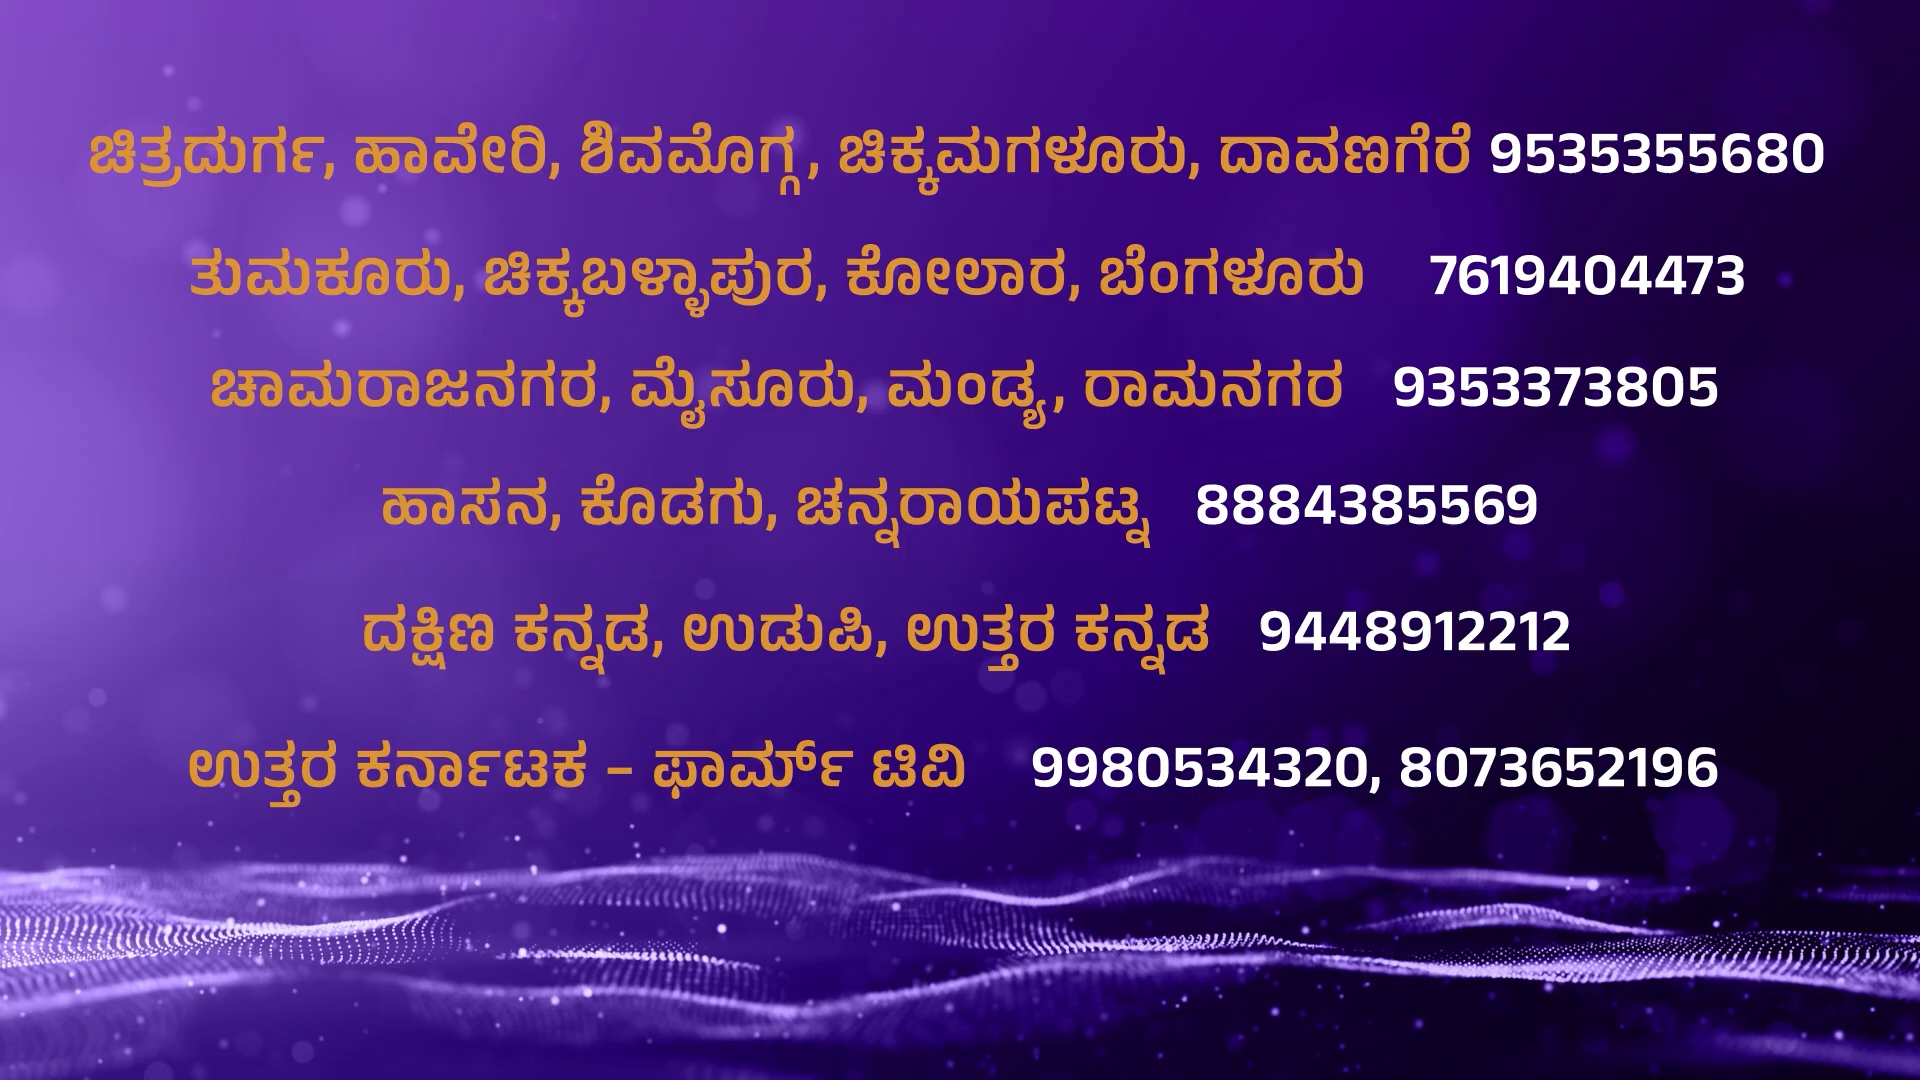 ಚಿತ್ರದುರ್ಗ, ಹಾವೇರಿ, ಶಿವಮೊಗ್ಗ, ಚಿಕ್ಕಮಗಳೂರು, ದಾವಣಗೆರೆ 9535355680
ತುಮಕೂರು, ಚಿಕ್ಕಬಳ್ಳಾಪುರ, ಕೋಲಾರ, ಬೆಂಗಳೂರು 7619404473
ಚಾಮರಾಜನಗರ, ಮೈಸೂರು, ಮಂಡ್ಯ, ರಾಮನಗರ 9353373805
ಹಾಸನ, ಕೊಡಗು, ಚನ್ನರಾಯಪಟ್ನ 8884385569
ದಕ್ಷಿಣ ಕನ್ನಡ, ಉಡುಪಿ, ಉತ್ತರ ಕನ್ನಡ 9448912212
ಉತ್ತರ ಕರ್ನಾಟಕ – ಫಾರ್ಮ್ ಟಿವಿ 9980534320, 8073652196